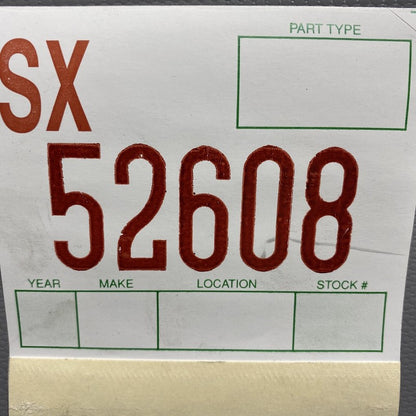 PART TYPE
SX
52608
YEAR MAKE LOCATION STOCK #